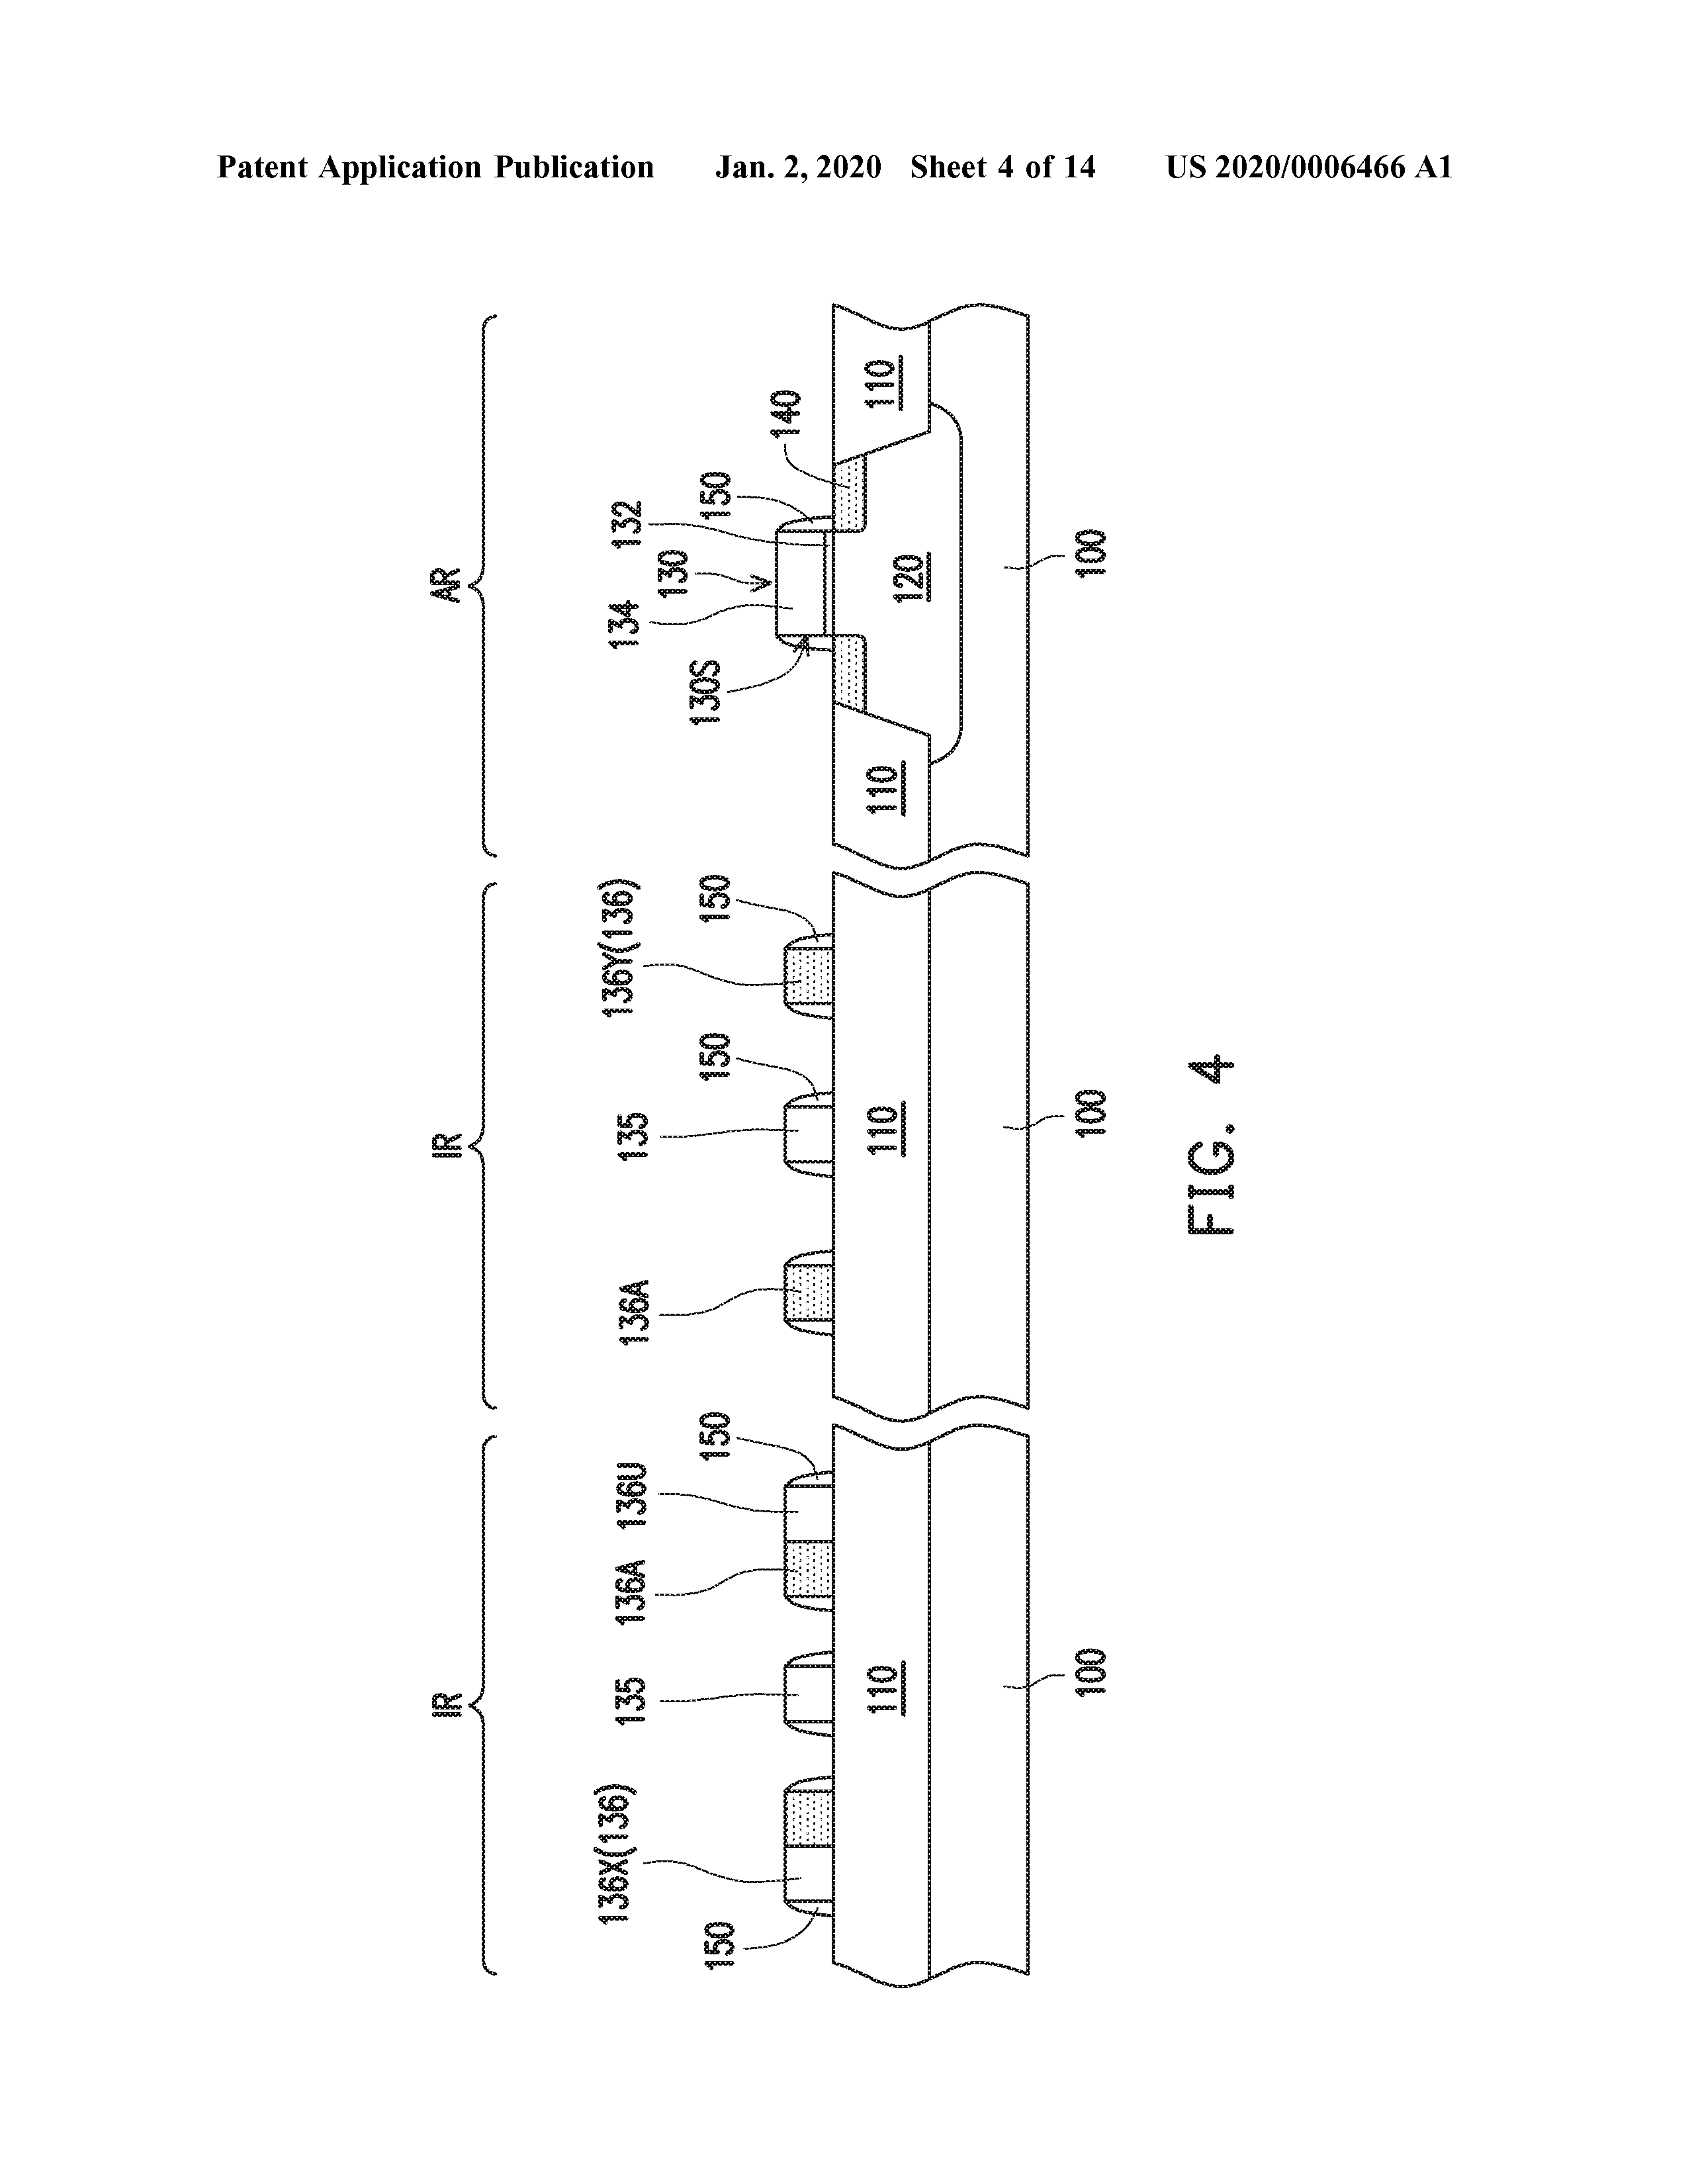 Patent Application Publication Jan. 2, 2020 Sheet 4 of 14 US 2020/0006466 A1
IR IR AR
136X(136) 135 136A 136U 136A 135 136Y(136) 134 132
150 150 150 150 130S 130 150 140
110 110 110 120 110
100 100 100
FIG. 4